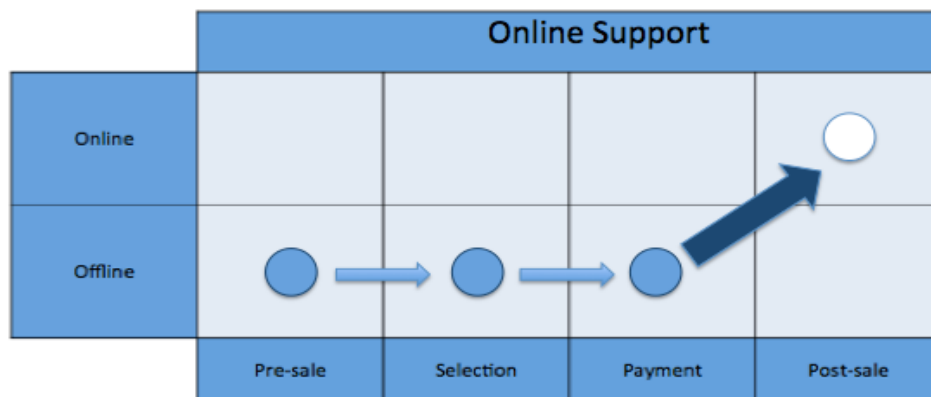 Online Support
Online
Offline
Pre-sale
Selection
Payment
Post-sale